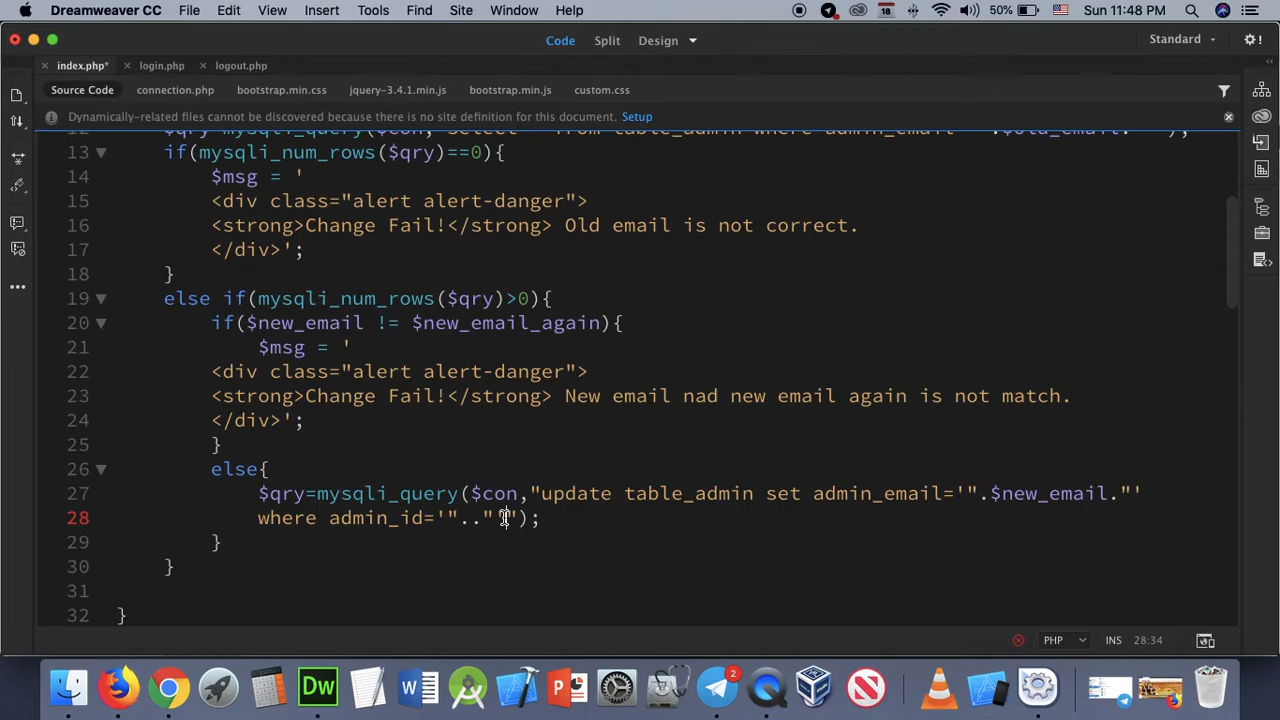 Dreamweaver CC File Edit View Insert Tools Find Site Window Help 18 50% Sun 11:48 PM
Code Split Design Standard
index.php* login.php logout.php
Source Code connection.php bootstrap.min.css jquery-3.4.1.min.js bootstrap.min.js custom.css
Dynamically-related files cannot be discovered because there is no site definition for this document. Setup
13 if(mysqli_num_rows($qry)==0){
14 $msg = '
15 <div class="alert alert-danger">
16 <strong>Change Fail!</strong> Old email is not correct.
17 </div>';
18 }
19 else if(mysqli_num_rows($qry)>0){
20 if($new_email != $new_email_again){
21 $msg = '
22 <div class="alert alert-danger">
23 <strong>Change Fail!</strong> New email nad new email again is not match.
24 </div>';
25 }
26 else{
27 $qry=mysqli_query($con,"update table_admin set admin_email='".$new_email."'
28 where admin_id='".."'");
29 }
30 }
31
32 }
PHP INS 28:34
Dw W P 2